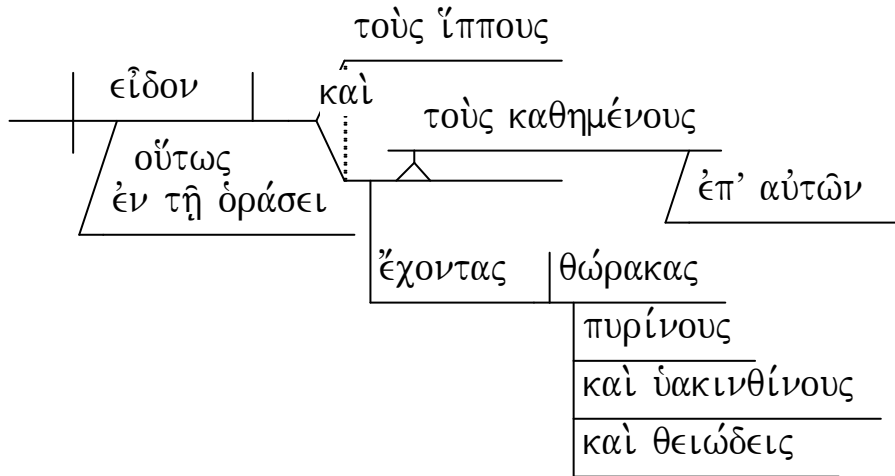 τοὺς ἵππους
εἶδον
καὶ
τοὺς καθημένους
οὕτως
ἐν τῇ ὁράσει
ἐπ’ αὐτῶν
ἔχοντας θώρακας
πυρίνους
καὶ ὑακινθίνους
καὶ θειώδεις